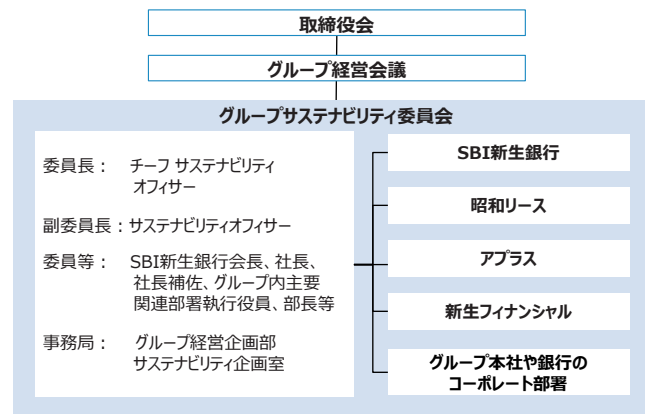 取締役会
グループ経営会議
グループサステナビリティ委員会
委員長： チーフ サステナビリティ
オフィサー
副委員長：サステナビリティオフィサー
委員等： SBI新生銀行会長、社長、
社長補佐、グループ内主要
関連部署執行役員、部長等
事務局： グループ経営企画部
サステナビリティ企画室
SBI新生銀行
昭和リース
アプラス
新生フィナンシャル
グループ本社や銀行の
コーポレート部署